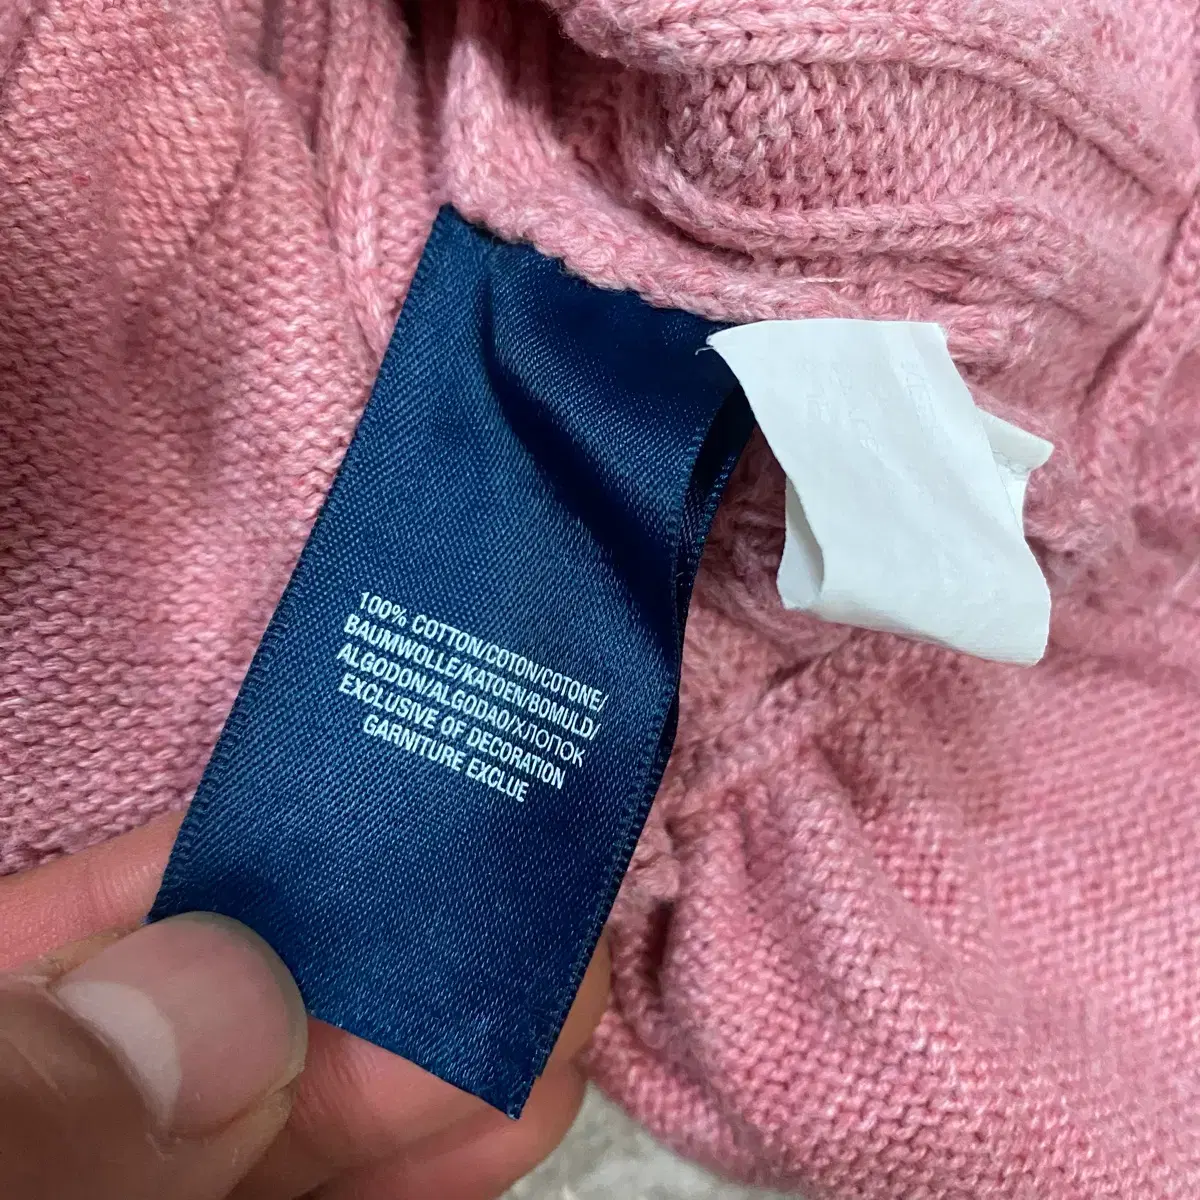 100% COTTON/COTON/COTONE/
BAUMWOLLE/KATOEN/BOMULD/
ALGODON/ALGODAO/ХЛОПОК
EXCLUSIVE OF DECORATION
GARNITURE EXCLUE